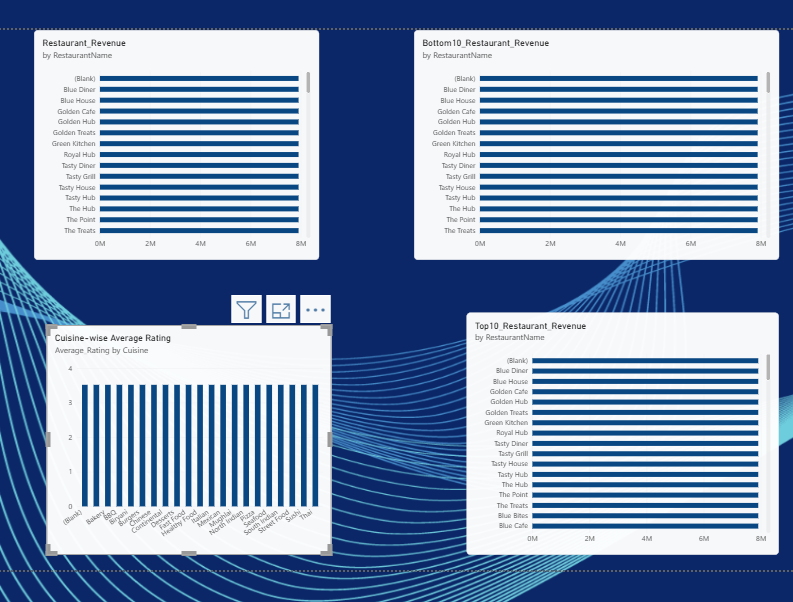 Restaurant_Revenue
by RestaurantName
(Blank)
Blue Diner
Blue House
Golden Cafe
Golden Hub
Golden Treats
Green Kitchen
Royal Hub
Tasty Diner
Tasty Grill
Tasty House
Tasty Hub
The Hub
The Point
The Treats
0M 2M 4M 6M 8M
Bottom10_Restaurant_Revenue
by RestaurantName
(Blank)
Blue Diner
Blue House
Golden Cafe
Golden Hub
Golden Treats
Green Kitchen
Royal Hub
Tasty Diner
Tasty Grill
Tasty House
Tasty Hub
The Hub
The Point
The Treats
0M 2M 4M 6M 8M
Cuisine-wise Average Rating
Average_Rating by Cuisine
4
3
2
1
0
(Blank) Bakery BBQ Biryani Burgers Chinese Continental Desserts Fast Food Healthy Food Italian Mexican Mughlai North Indian Pizza Seafood South Indian Street Food Sushi Thai
Top10_Restaurant_Revenue
by RestaurantName
(Blank)
Blue Diner
Blue House
Golden Cafe
Golden Hub
Golden Treats
Green Kitchen
Royal Hub
Tasty Diner
Tasty Grill
Tasty House
Tasty Hub
The Hub
The Point
The Treats
Blue Bites
Blue Cafe
0M 2M 4M 6M 8M